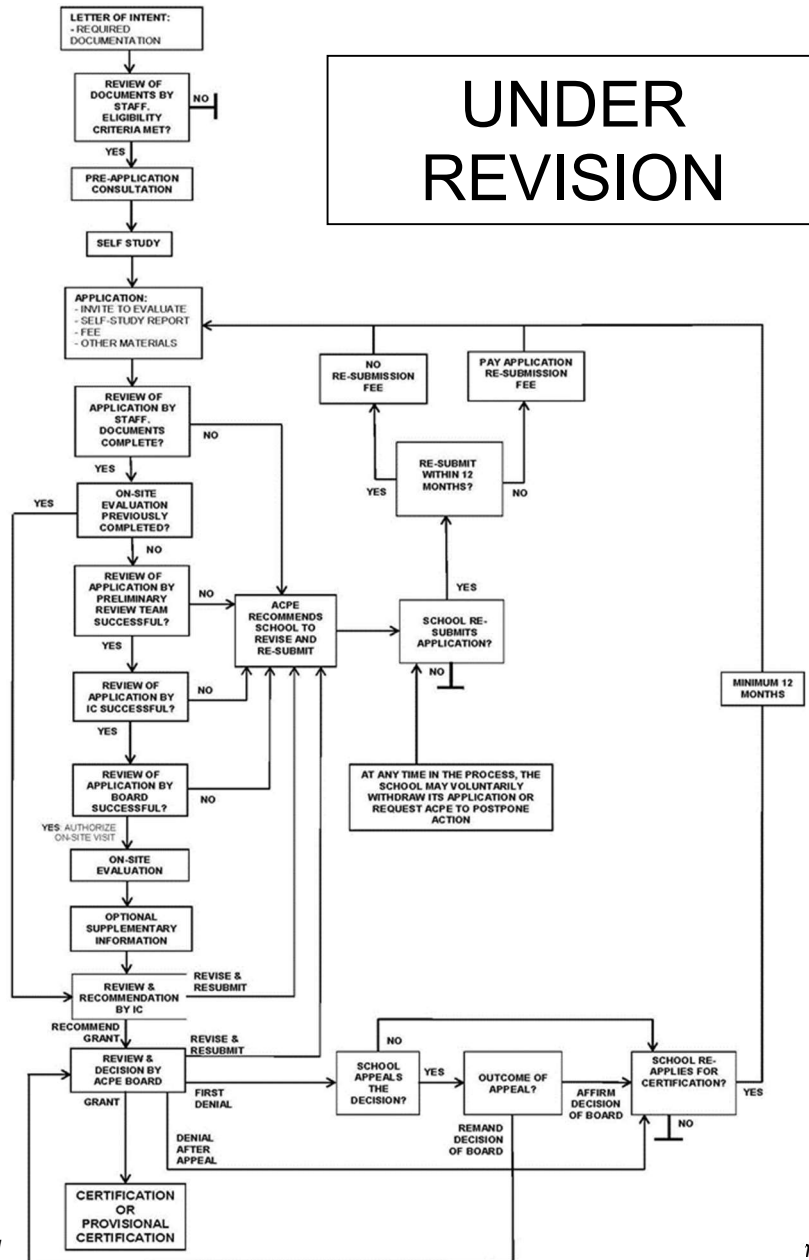 LETTER OF INTENT:
- REQUIRED
DOCUMENTATION
UNDER
REVISION
REVIEW OF
DOCUMENTS BY
STAFF.
ELIGIBILITY
CRITERIA MET?
NO
YES
PRE-APPLICATION
CONSULTATION
SELF STUDY
APPLICATION:
- INVITE TO EVALUATE
- SELF-STUDY REPORT
- FEE
- OTHER MATERIALS
NO
RE-SUBMISSION
FEE
PAY APPLICATION
RE-SUBMISSION
FEE
REVIEW OF
APPLICATION BY
STAFF.
DOCUMENTS
COMPLETE?
NO
YES
RE-SUBMIT
WITHIN 12
MONTHS?
YES
NO
ON-SITE
EVALUATION
PREVIOUSLY
COMPLETED?
YES
NO
REVIEW OF
APPLICATION BY
PRELIMINARY
REVIEW TEAM
SUCCESSFUL?
NO
YES
ACPE
RECOMMENDS
SCHOOL TO
REVISE AND
RE-SUBMIT
YES
SCHOOL RE-
SUBMITS
APPLICATION?
NO
MINIMUM 12
MONTHS
REVIEW OF
APPLICATION BY
IC SUCCESSFUL?
NO
YES
REVIEW OF
APPLICATION BY
BOARD
SUCCESSFUL?
NO
AT ANY TIME IN THE PROCESS, THE
SCHOOL MAY VOLUNTARILY
WITHDRAW ITS APPLICATION OR
REQUEST ACPE TO POSTPONE
ACTION
YES: AUTHORIZE
ON-SITE VISIT
ON-SITE
EVALUATION
OPTIONAL
SUPPLEMENTARY
INFORMATION
REVIEW &
RECOMMENDATION
BY IC
REVISE &
RESUBMIT
RECOMMEND
GRANT
REVIEW &
DECISION BY
ACPE BOARD
REVISE &
RESUBMIT
FIRST
DENIAL
GRANT
DENIAL
AFTER
APPEAL
SCHOOL
APPEALS
THE
DECISION?
NO
YES
OUTCOME OF
APPEAL?
AFFIRM
DECISION
OF BOARD
REMAND
DECISION
OF BOARD
SCHOOL RE-
APPLIES FOR
CERTIFICATION?
YES
NO
CERTIFICATION
OR
PROVISIONAL
CERTIFICATION